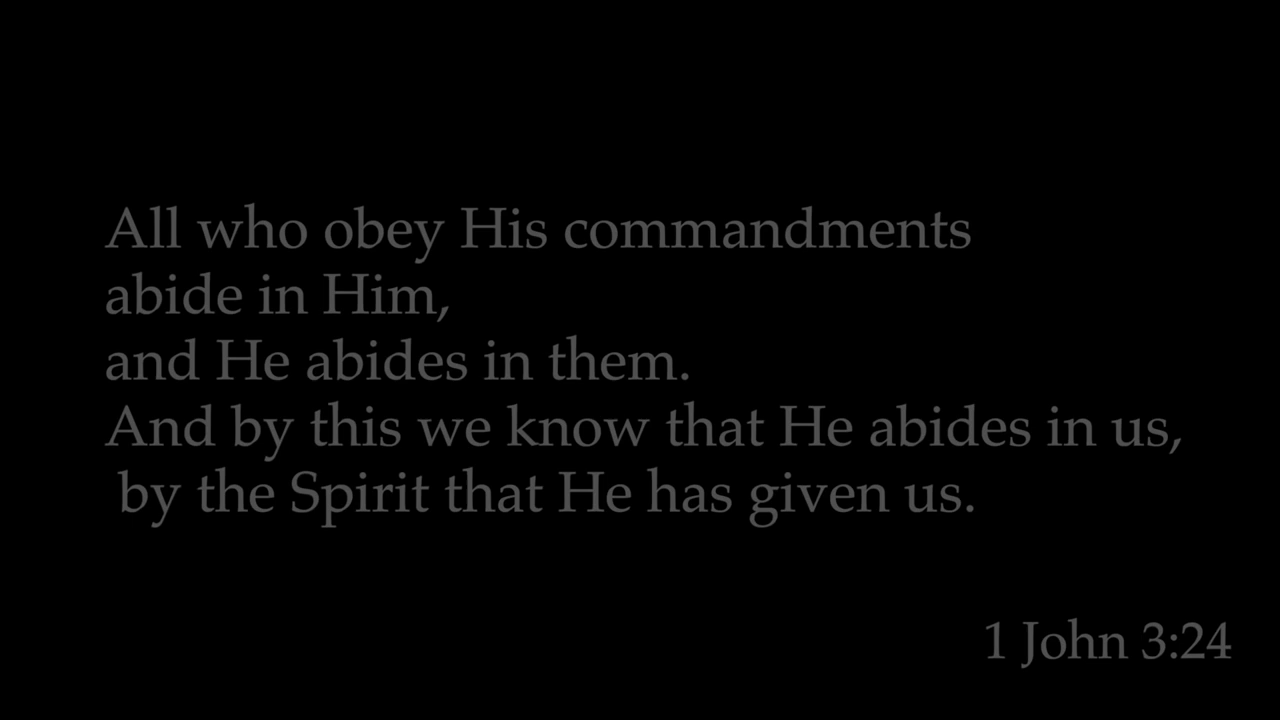 All who obey His commandments
abide in Him,
and He abides in them.
And by this we know that He abides in us,
by the Spirit that He has given us.
1 John 3:24